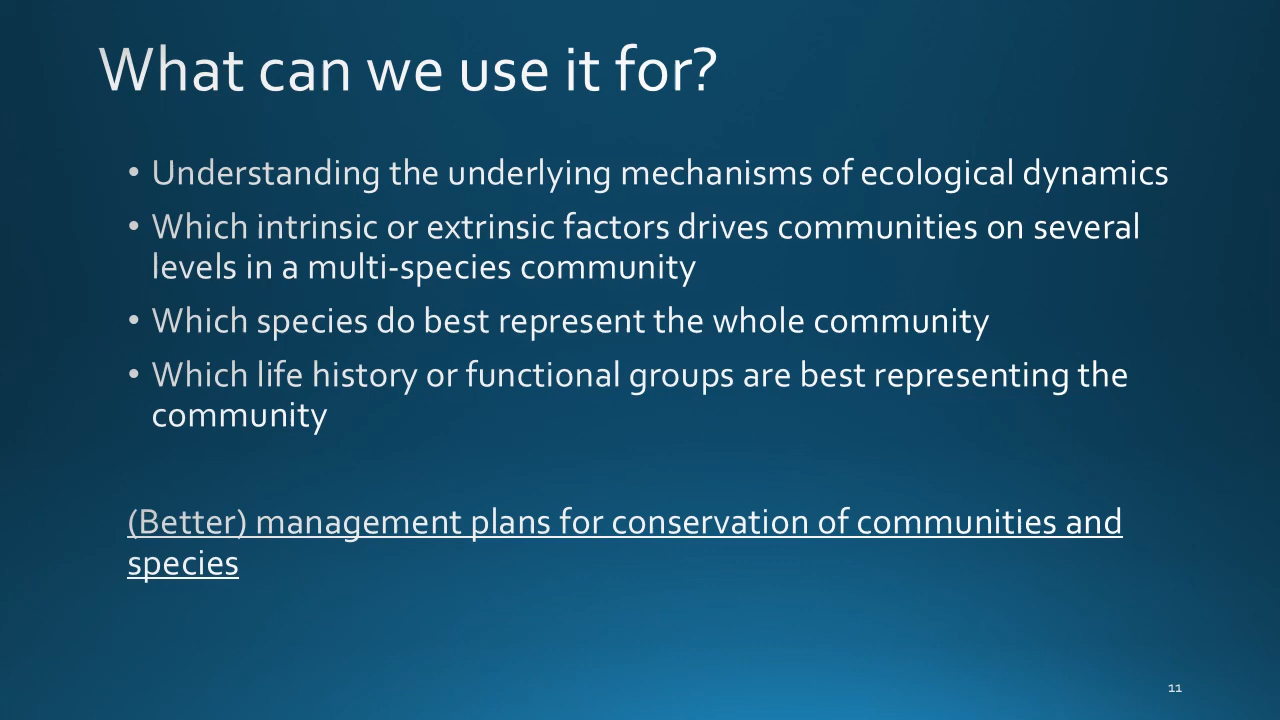 What can we use it for?
• Understanding the underlying mechanisms of ecological dynamics
• Which intrinsic or extrinsic factors drives communities on several
levels in a multi-species community
• Which species do best represent the whole community
• Which life history or functional groups are best representing the
community
(Better) management plans for conservation of communities and
species
11